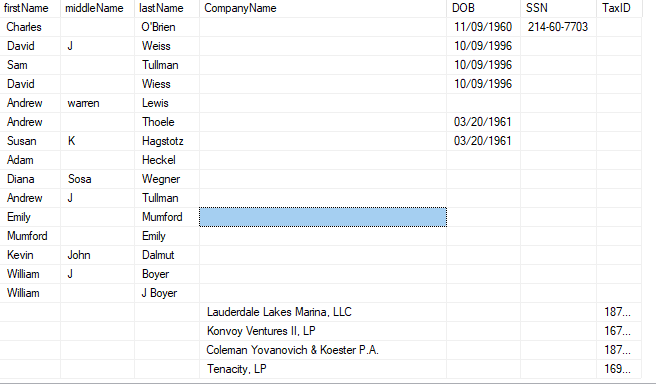 firstName middleName lastName CompanyName DOB SSN TaxID
Charles O'Brien 11/09/1960 214-60-7703
David J Weiss 10/09/1996
Sam Tullman 10/09/1996
David Wiess 10/09/1996
Andrew warren Lewis
Andrew Thoele 03/20/1961
Susan K Hagstotz 03/20/1961
Adam Heckel
Diana Sosa Wegner
Andrew J Tullman
Emily Mumford
Mumford Emily
Kevin John Dalmut
William J Boyer
William J Boyer
Lauderdale Lakes Marina, LLC 187...
Konvoy Ventures II, LP 167...
Coleman Yovanovich & Koester P.A. 187...
Tenacity, LP 169...